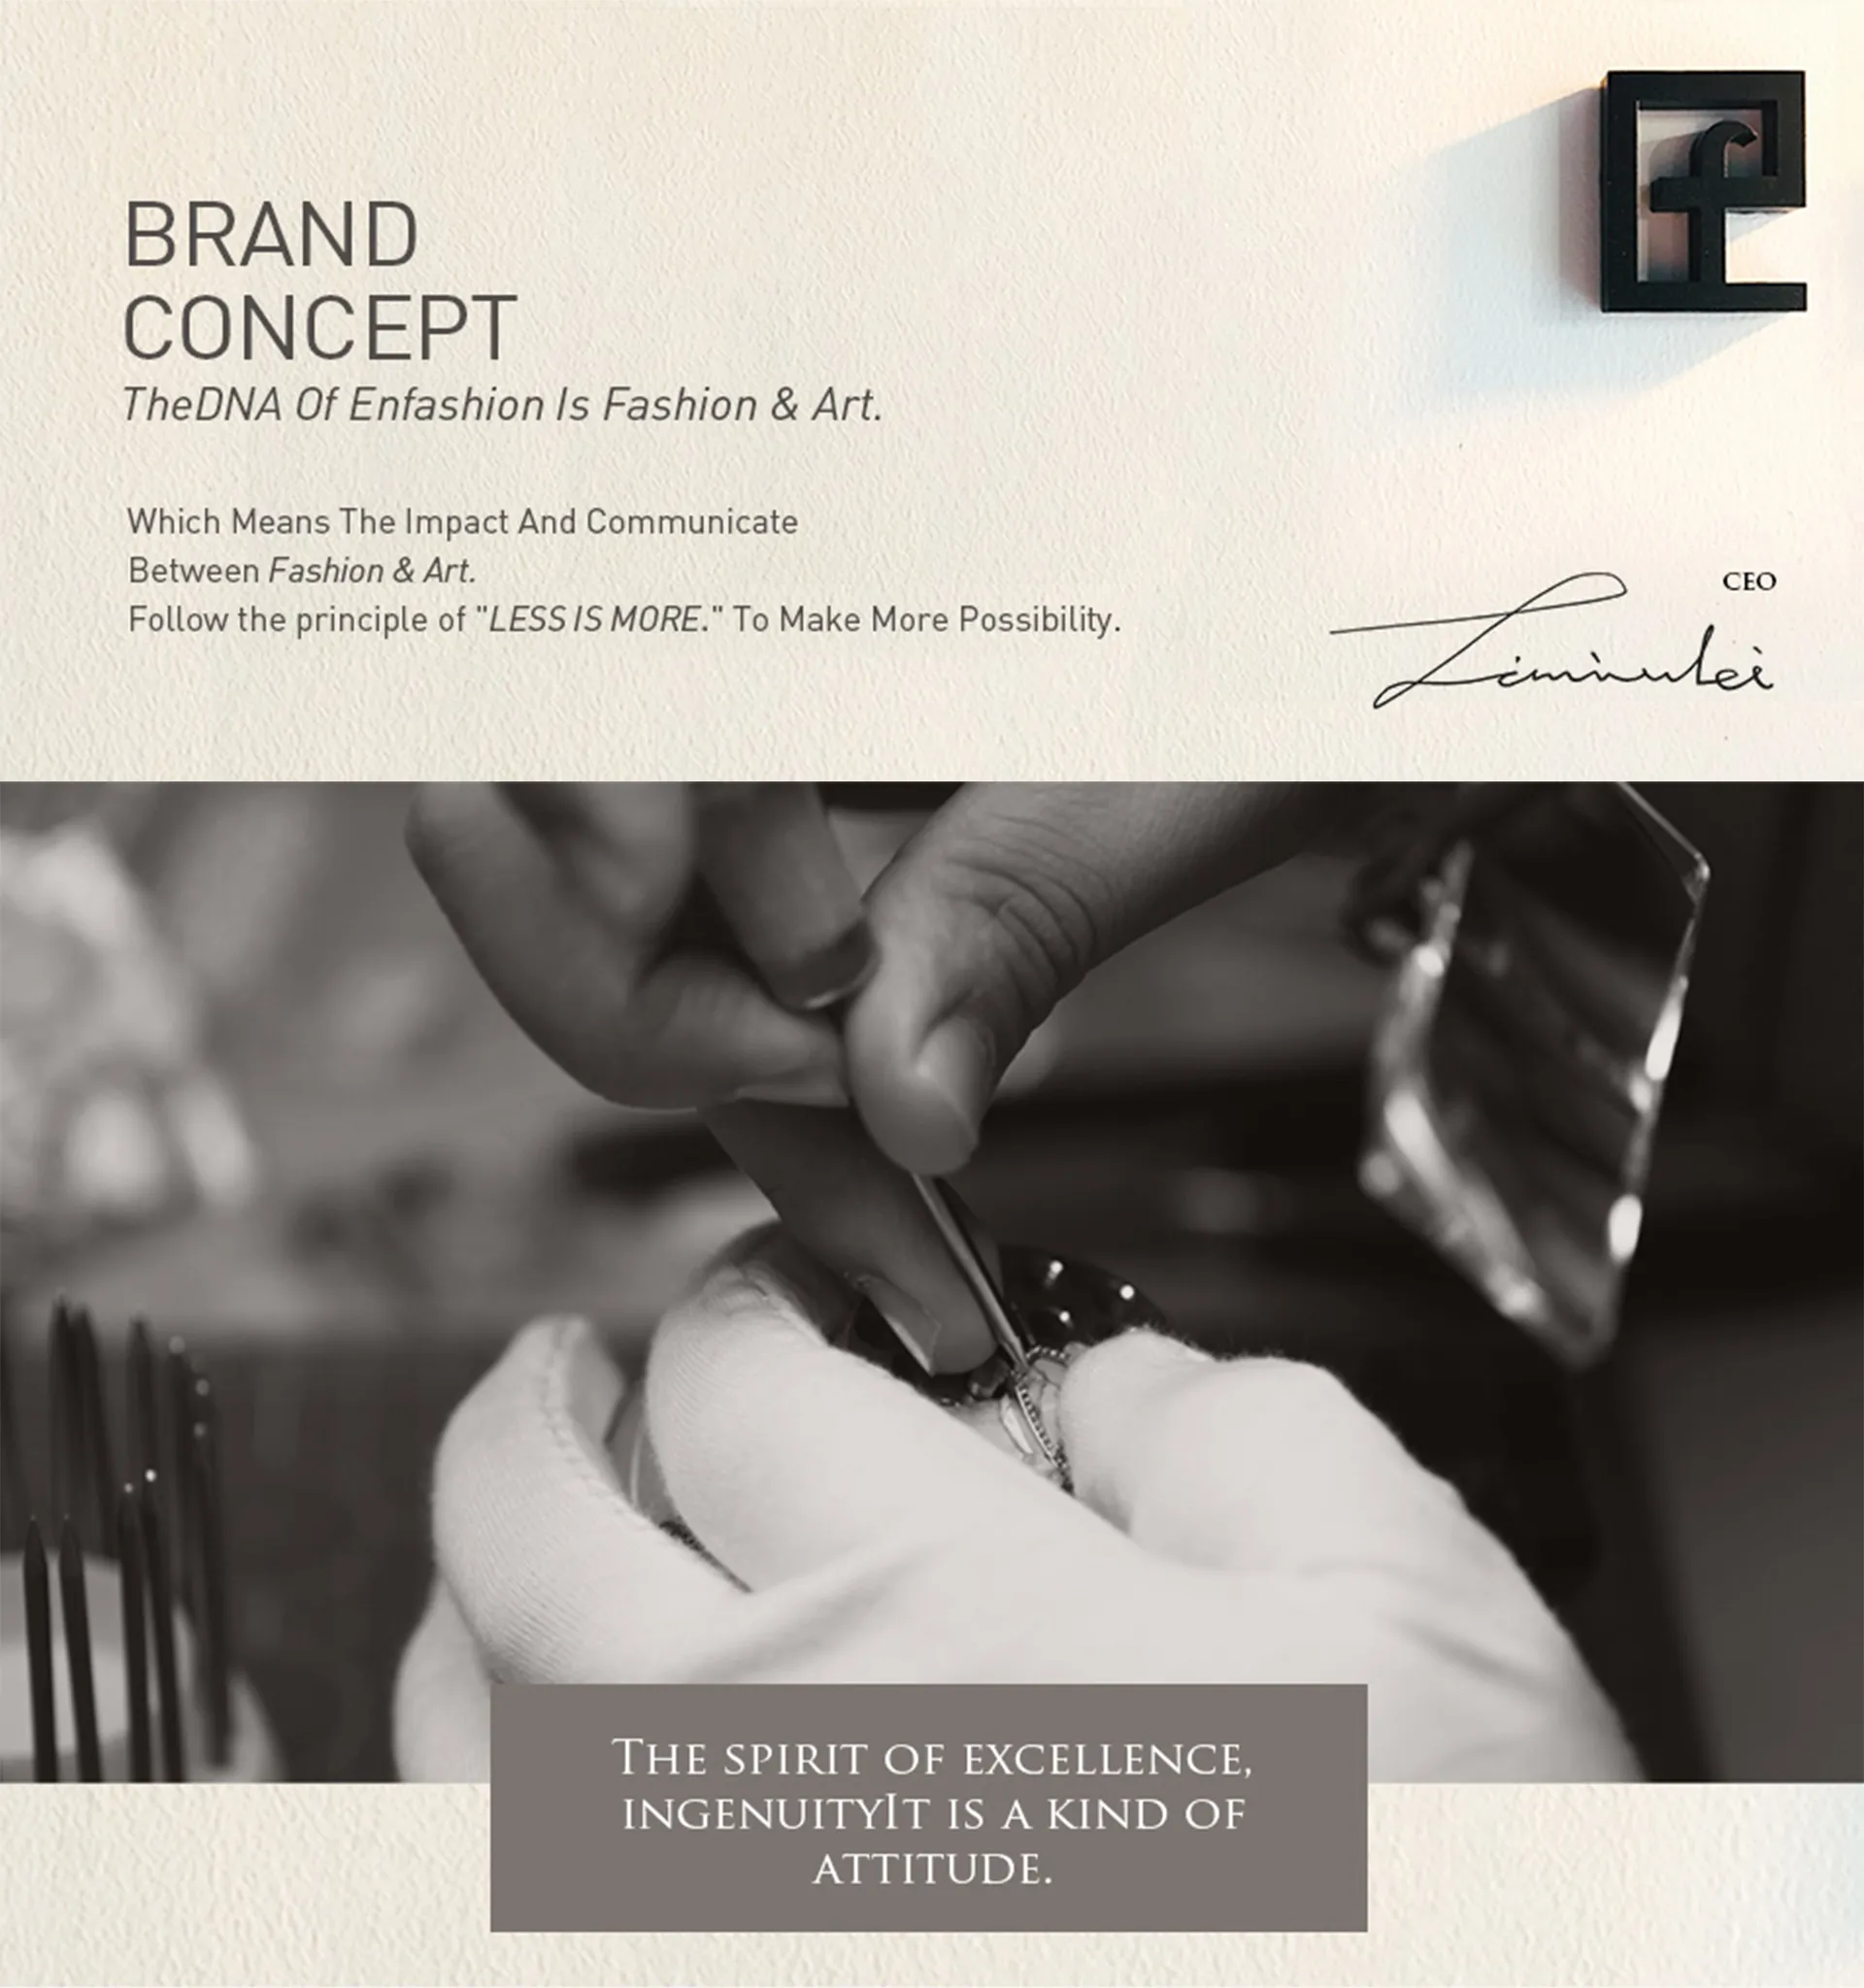 BRAND
CONCEPT
TheDNA Of Enfashion Is Fashion & Art.
Which Means The Impact And Communicate
Between Fashion & Art.
Follow the principle of "LESS IS MORE." To Make More Possibility.
CEO
THE SPIRIT OF EXCELLENCE,
INGENUITYIT IS A KIND OF
ATTITUDE.